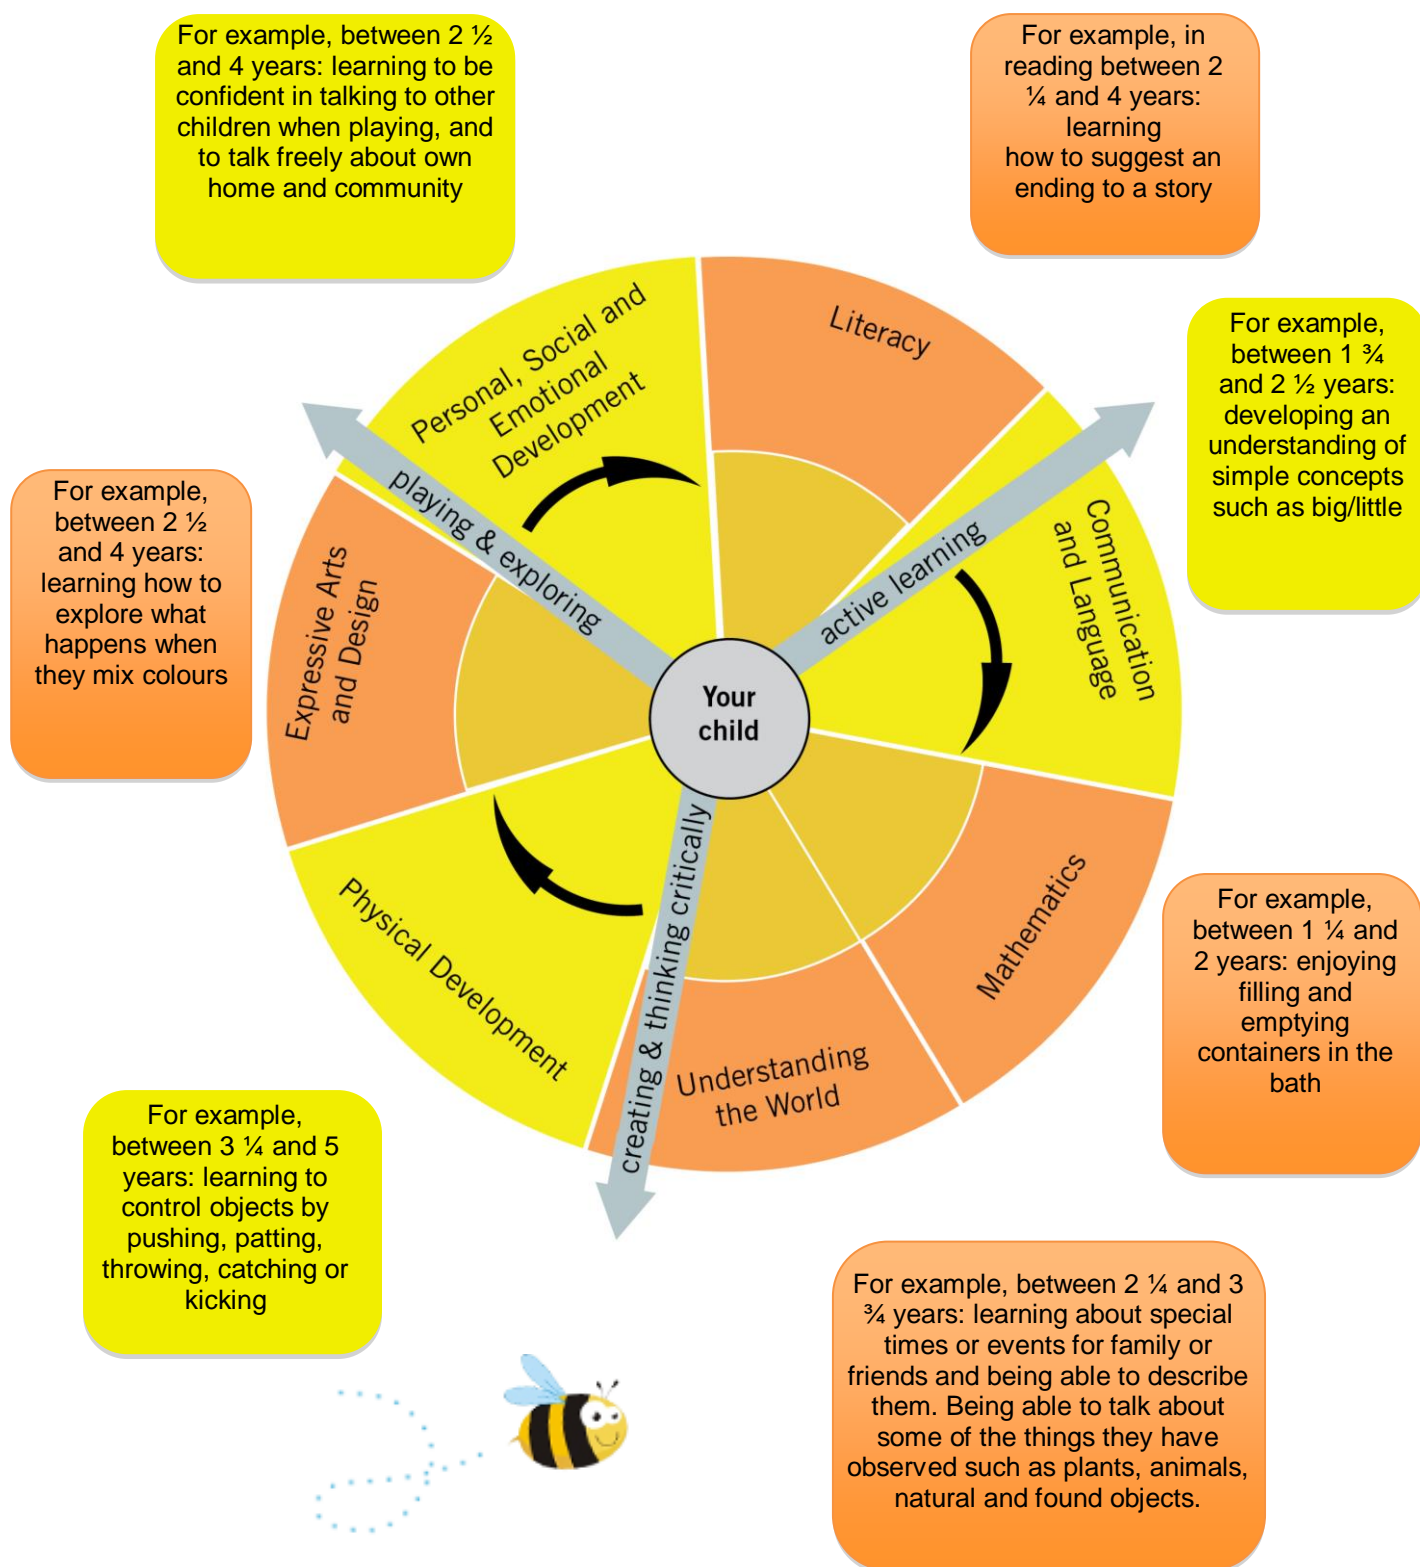 For example, between 2 ½
and 4 years: learning to be
confident in talking to other
children when playing, and
to talk freely about own
home and community
For example, in
reading between 2
¼ and 4 years:
learning
how to suggest an
ending to a story
For example,
between 1 ¾
and 2 ½ years:
developing an
understanding of
simple concepts
such as big/little
For example,
between 2 ½
and 4 years:
learning how to
explore what
happens when
they mix colours
Personal, Social and
Emotional
Development
Literacy
Communication
and Language
playing & exploring
active learning
Expressive Arts
and Design
Your
child
creating & thinking critically
Physical Development
Mathematics
Understanding
the World
For example,
between 1 ¼ and
2 years: enjoying
filling and
emptying
containers in the
bath
For example,
between 3 ¼ and 5
years: learning to
control objects by
pushing, patting,
throwing, catching or
kicking
For example, between 2 ¼ and 3
¾ years: learning about special
times or events for family or
friends and being able to describe
them. Being able to talk about
some of the things they have
observed such as plants, animals,
natural and found objects.